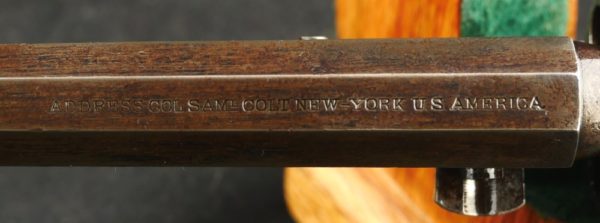 ADDRESS COL SAML COLT NEW-YORK U S AMERICA